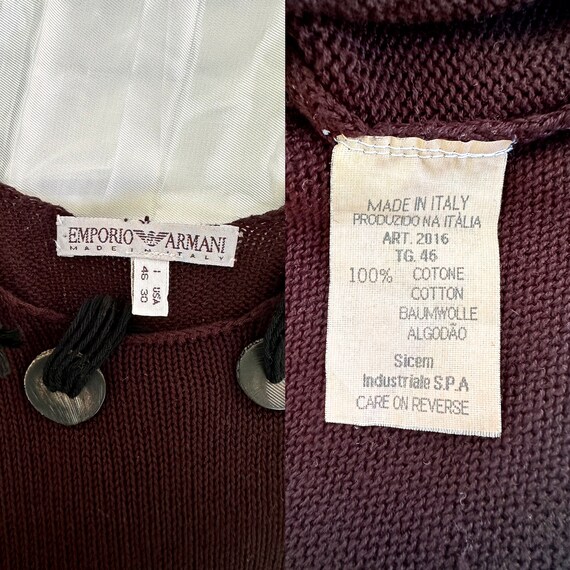 EMPORIO ARMANI
MADE IN ITALY
I USA
46 30
MADE IN ITALY
PRODUZIDO NA ITÁLIA
ART. 2016
TG. 46
100% COTONE
COTTON
BAUMWOLLE
ALGODÃO
Sicem
Industriale S.P.A
CARE ON REVERSE